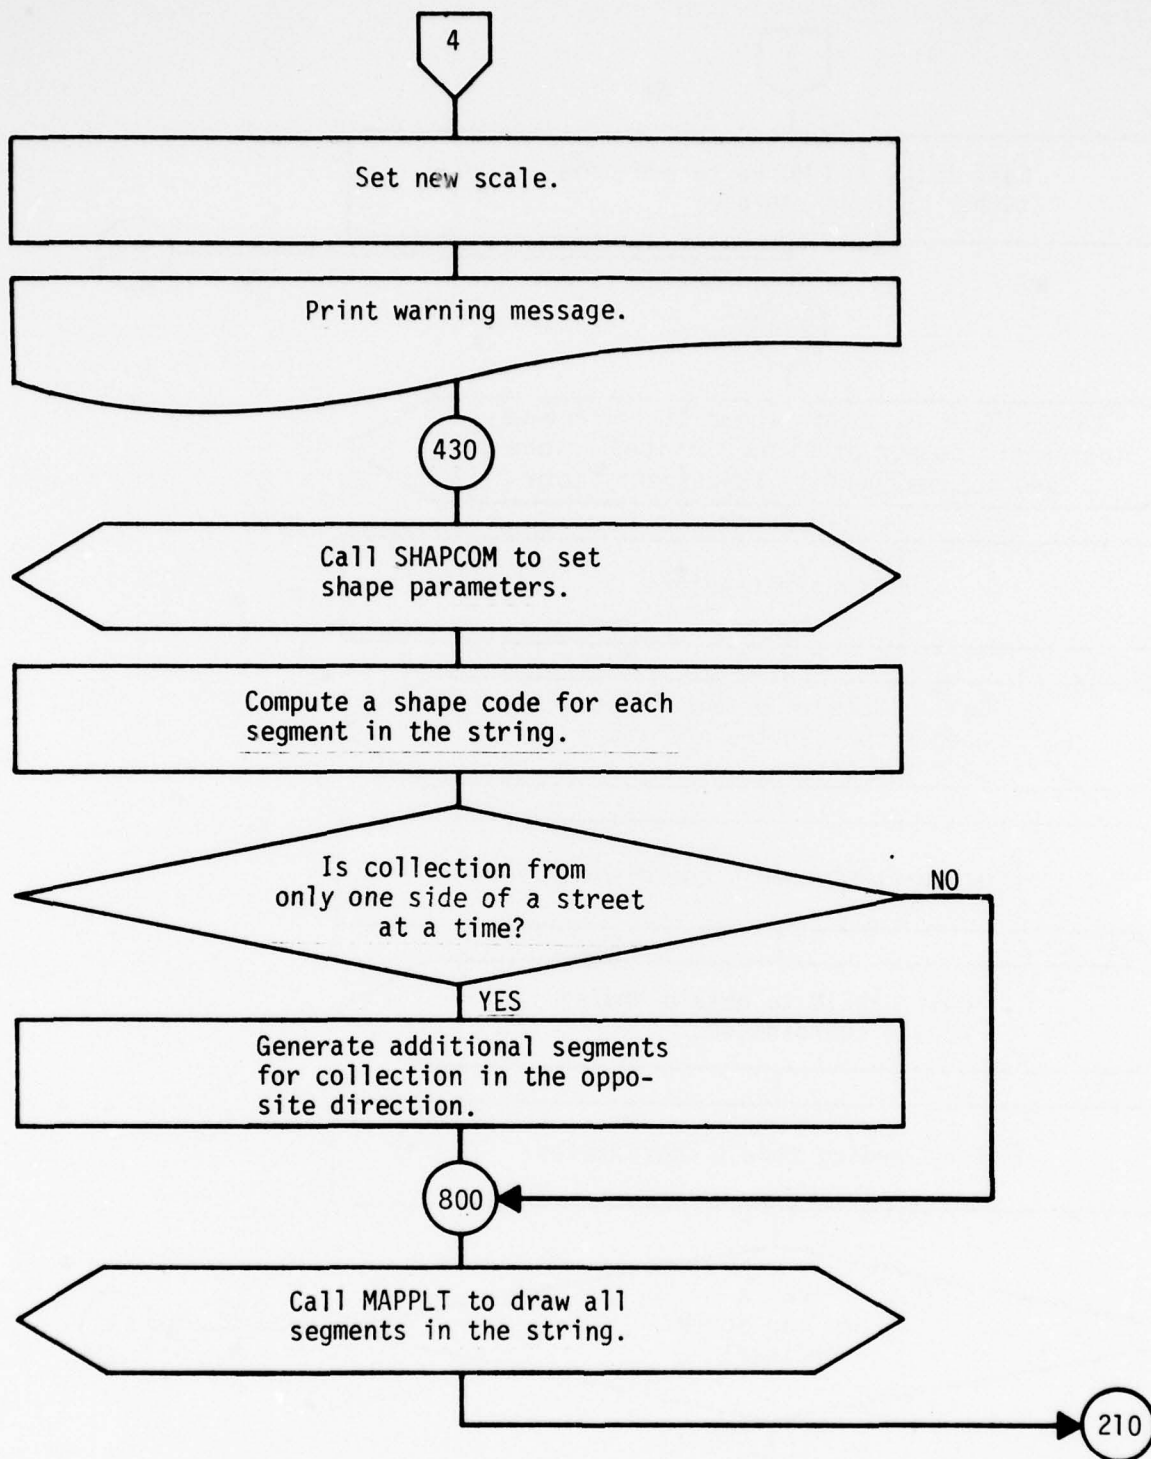 4
Set new scale.
Print warning message.
430
Call SHAPCOM to set
shape parameters.
Compute a shape code for each
segment in the string.
Is collection from
only one side of a street
at a time?
NO
YES
Generate additional segments
for collection in the oppo-
site direction.
800
Call MAPPLT to draw all
segments in the string.
210